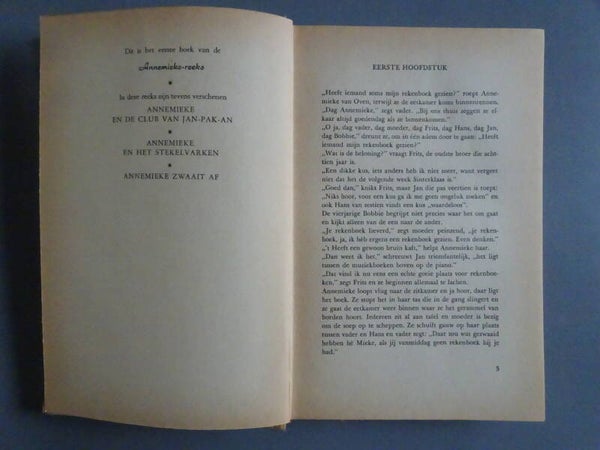 Dit is het eerste boek van de
Annemieke-reeks
*
In deze reeks zijn tevens verschenen
ANNEMIEKE
EN DE CLUB VAN JAN-PAK-AN
*
ANNEMIEKE
EN HET STEKELVARKEN
*
ANNEMIEKE ZWAAIT AF
EERSTE HOOFDSTUK
„Heeft iemand soms mijn rekenboek gezien?” roept Anne-
mieke van Oven, terwijl ze de eetkamer komt binnenrennen.
„Dag Annemieke,” zegt vader. „Bij ons thuis zeggen ze el-
kaar altijd goedendag als ze binnenkomen.”
„O ja, dag vader, dag moeder, dag Frits, dag Hans, dag Jan,
dag Bobbie,” dreunt ze, om in één adem door te gaan: „Heeft
iemand mijn rekenboek gezien?”
„Wat is de beloning?” vraagt Frits, de oudste broer die acht-
tien jaar is.
„Een dikke kus, iets anders heb ik niet meer, want vergeet
niet dat het de volgende week Sinterklaas is.”
„Goed dan,” knikt Frits, maar Jan die pas veertien is roept:
„Niks hoor, voor een kus ga ik me geen ongeluk zoeken” en
ook Hans van zestien vindt een kus „waardeloos”.
De vierjarige Bobbie begrijpt niet precies waar het om gaat
en kijkt alleen van de een naar de ander.
„Je rekenboek lieverd,” zegt moeder peinzend, „je reken-
boek, ja, ik héb ergens een rekenboek gezien. Even denken.”
„'t Heeft een gewoon bruin kaft,” helpt Annemieke haar.
„Dan weet ik het,” schreeuwt Jan triomfantelijk, „het ligt
tussen de muziekboeken boven op de piano.”
„Dat vind ik nu eens een echte goeie plaats voor rekenboe-
ken,” zegt Frits en ze beginnen allemaal te lachen.
Annemieke loopt vlug naar de zitkamer en ja hoor, daar ligt
het boek. Ze stopt het in haar tas die in de gang slingert en
gaat de eetkamer weer binnen waar ze het gerammel van
borden hoort. Iedereen zit al aan tafel en moeder is bezig
om de soep op te scheppen. Ze schuift gauw op haar plaats
tussen vader en Hans en vader zegt: „Daar zou wat gezwaaid
hebben hè Mieke, als jij vanmiddag geen rekenboek bij je
had.”
5